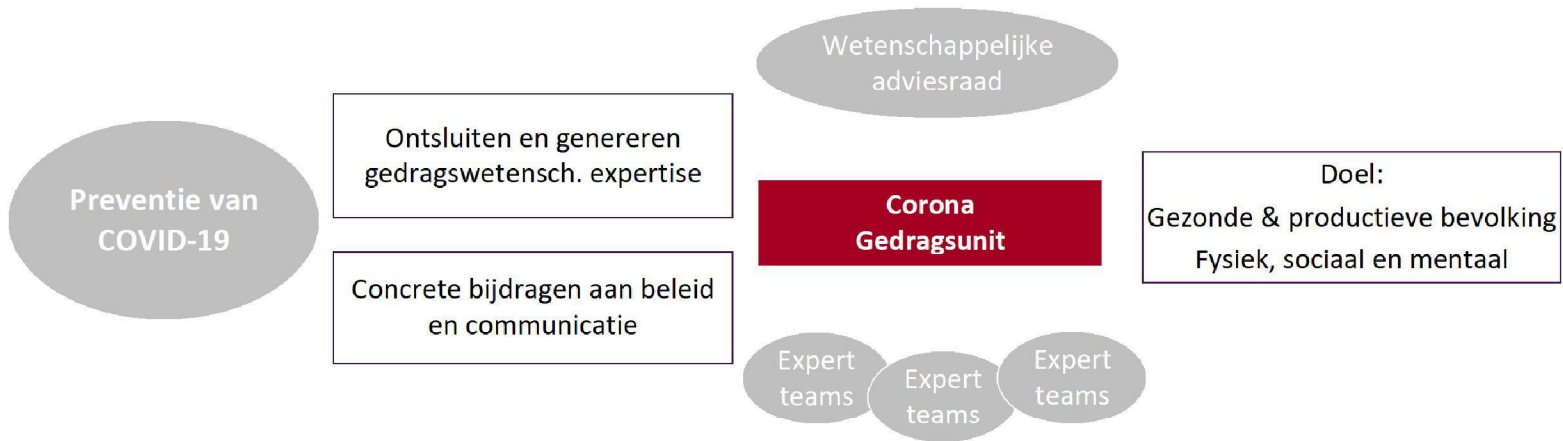 Preventie van
COVID-19
Ontsluiten en genereren
gedragswetensch. expertise
Concrete bijdragen aan beleid
en communicatie
Wetenschappelijke
adviesraad
Corona
Gedragsunit
Expert
teams
Expert
teams
Expert
teams
Doel:
Gezonde & productieve bevolking
Fysiek, sociaal en mentaal